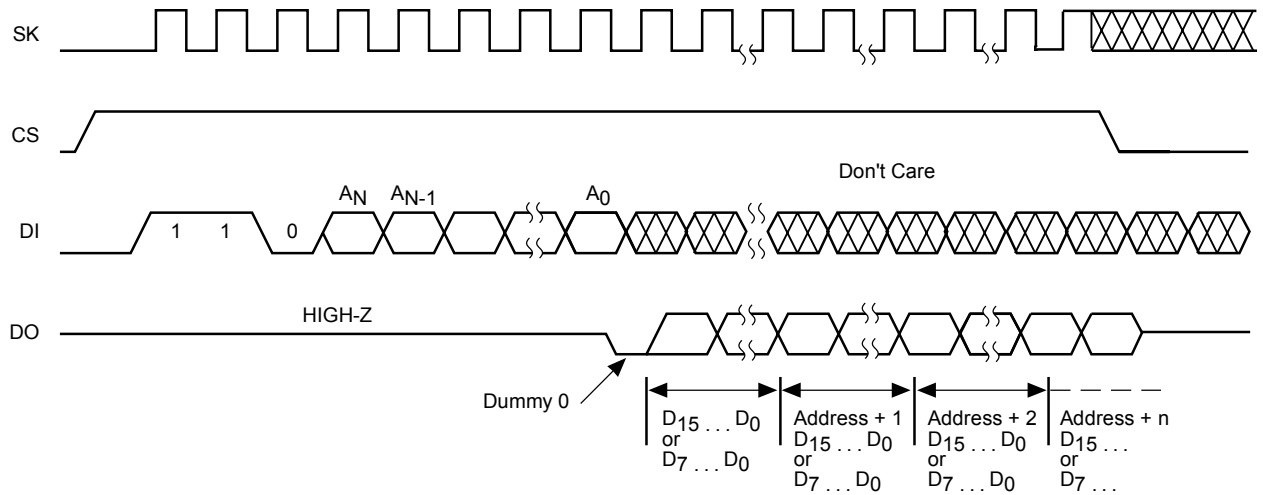 SK
CS
Don't Care
AN AN-1 A0
DI 1 1 0
HIGH-Z
DO
Dummy 0
D15 . . . D0
or
D7 . . . D0
Address + 1
D15 . . . D0
or
D7 . . . D0
Address + 2
D15 . . . D0
or
D7 . . . D0
Address + n
D15 . . .
or
D7 . . .